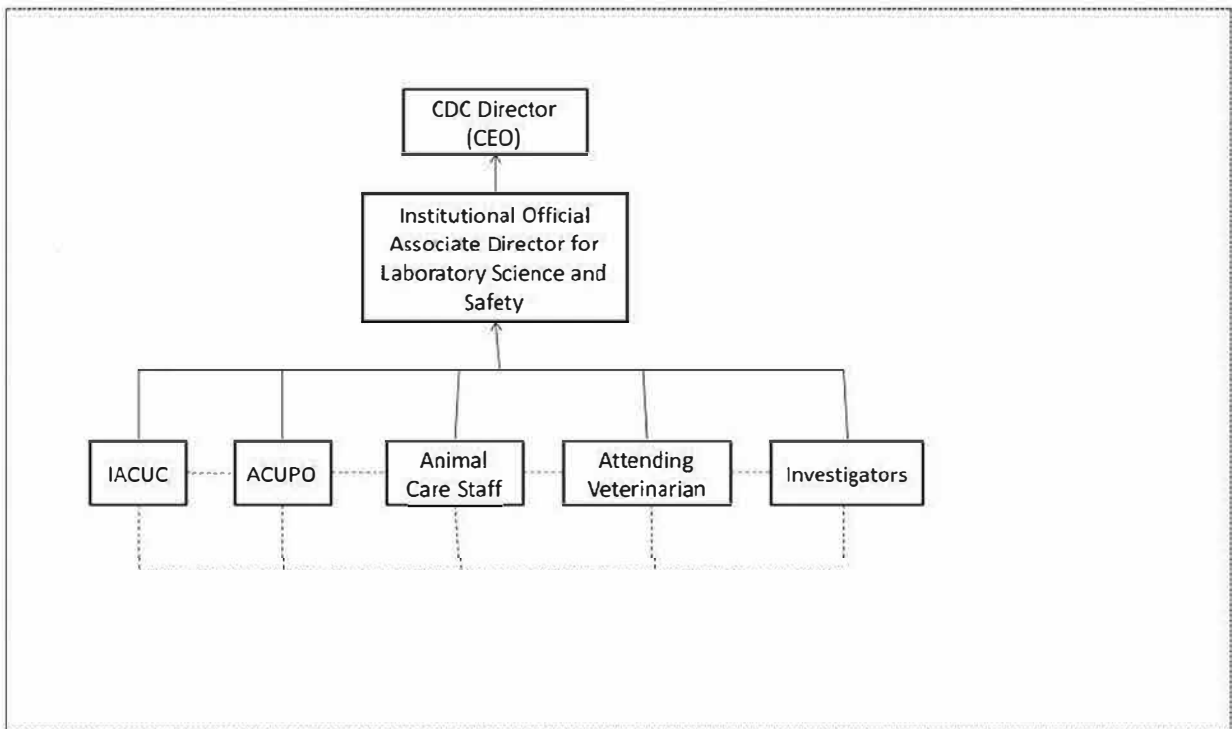 CDC Director
(CEO)
Institutional Official
Associate Director for
Laboratory Science and
Safety
IACUC
ACUPO
Animal
Care Staff
Attending
Veterinarian
Investigators